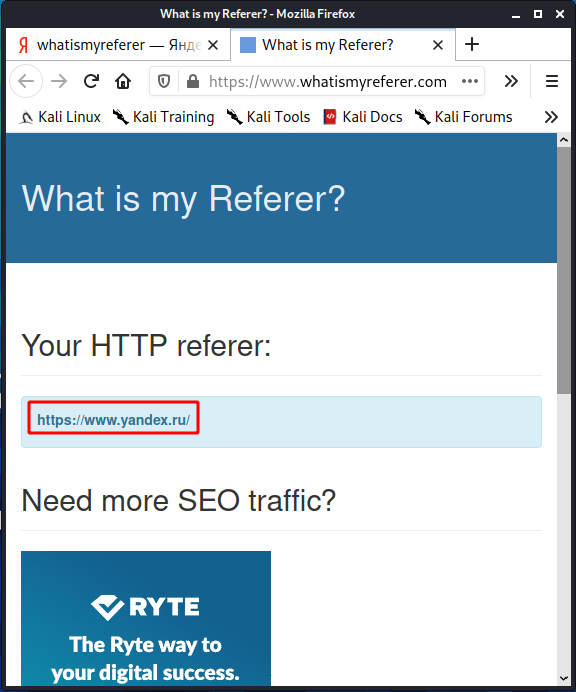 What is my Referer? - Mozilla Firefox
whatismyreferer — Янде
What is my Referer?
https://www.whatismyreferer.com
Kali Linux
Kali Training
Kali Tools
Kali Docs
Kali Forums
What is my Referer?
Your HTTP referer:
https://www.yandex.ru/
Need more SEO traffic?
RYTE
The Ryte way to
your digital success.